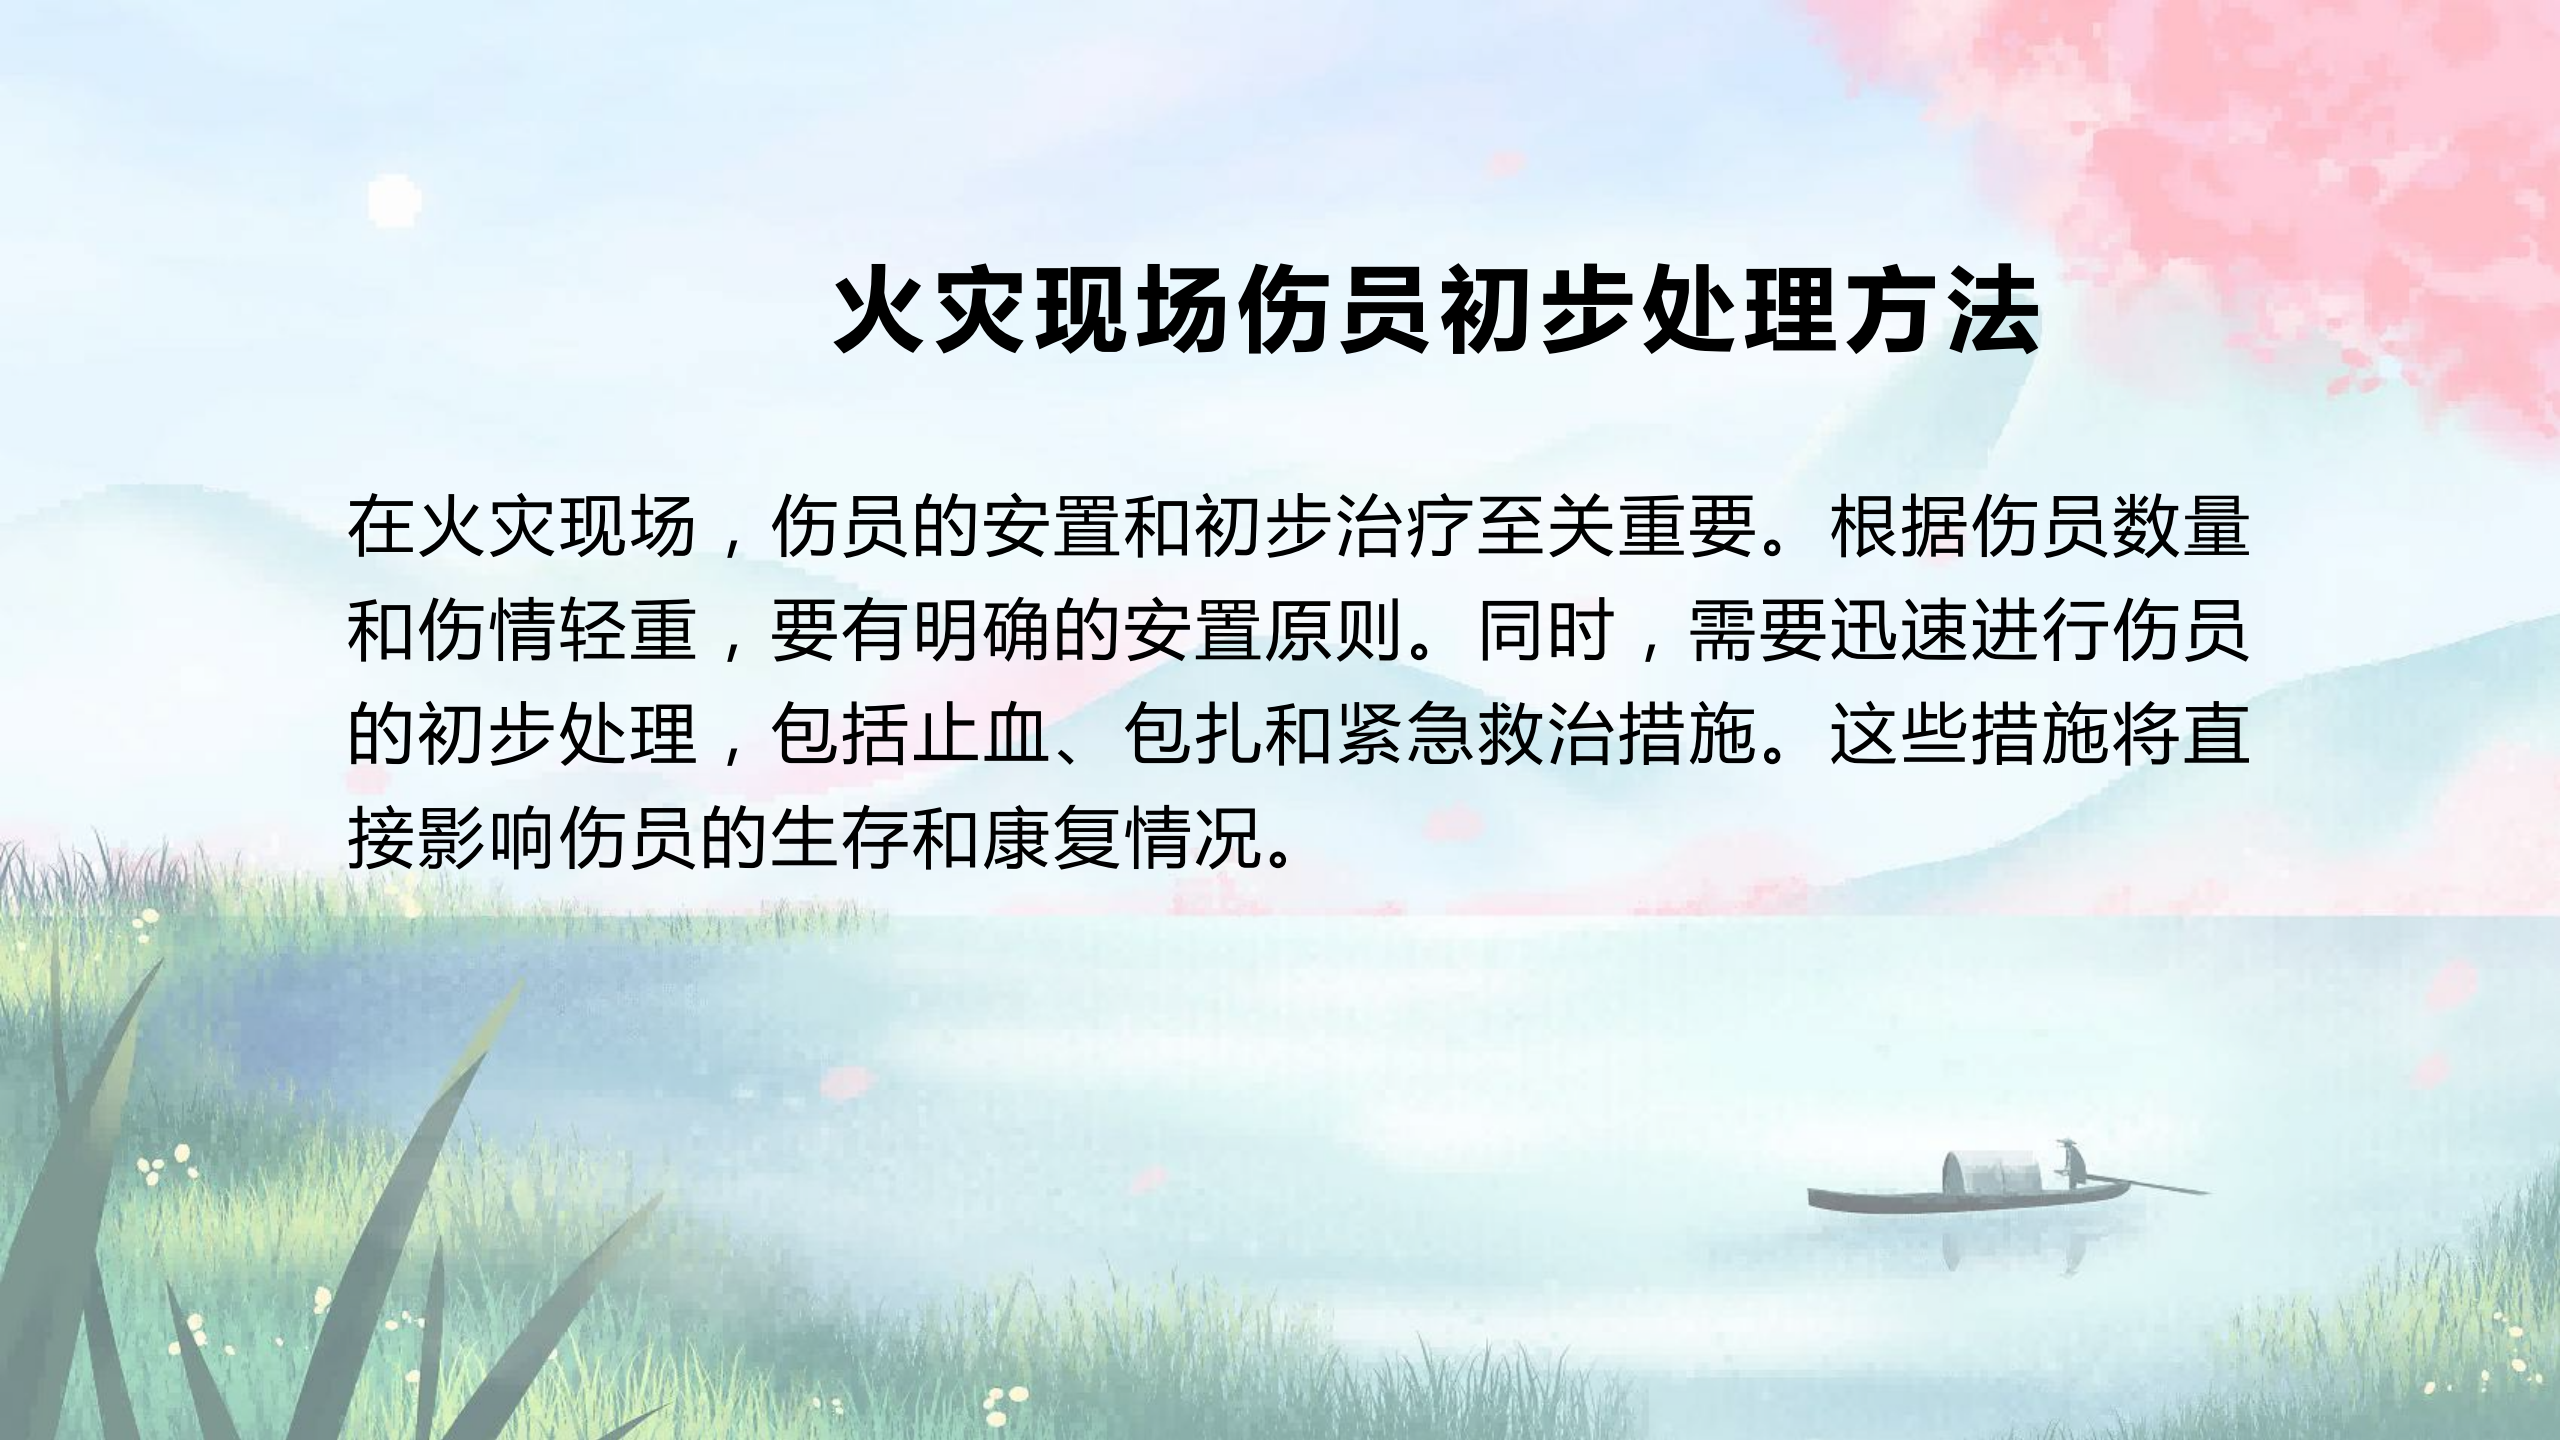 火灾现场伤员初步处理方法
在火灾现场，伤员的安置和初步治疗至关重要。根据伤员数量
和伤情轻重，要有明确的安置原则。同时，需要迅速进行伤员
的初步处理，包括止血、包扎和紧急救治措施。这些措施将直
接影响伤员的生存和康复情况。